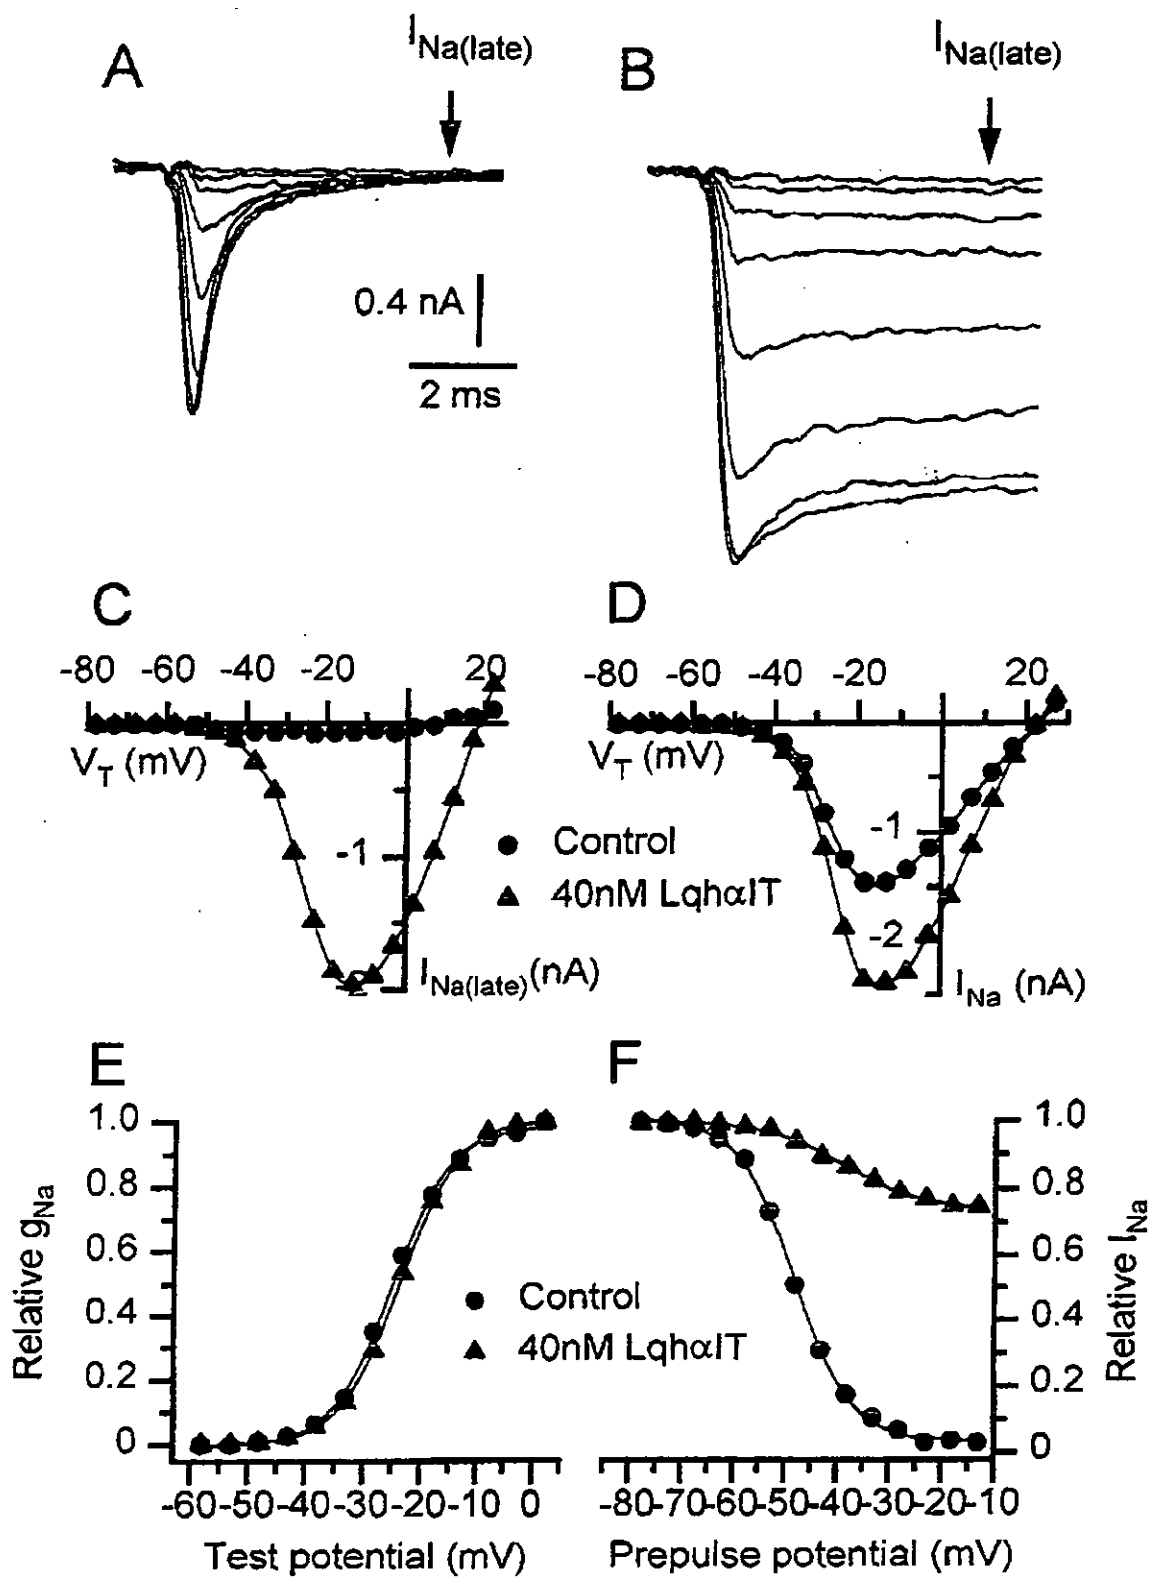 A
I Na(late)
B
I Na(late)
0.4 nA
2 ms
C
D
-80 -60 -40 -20 20
-80 -60 -40 -20 20
V T (mV)
V T (mV)
-1
-1
Control
40nM LqhαIT
-2
I Na(late) (nA)
I Na (nA)
E
F
1.0
0.8
0.6
0.4
0.2
0
Relative g Na
1.0
0.8
0.6
0.4
0.2
0
Relative I Na
Control
40nM LqhαIT
-60 -50 -40 -30 -20 -10 0
-80 -70 -60 -50 -40 -30 -20 -10
Test potential (mV)
Prepulse potential (mV)